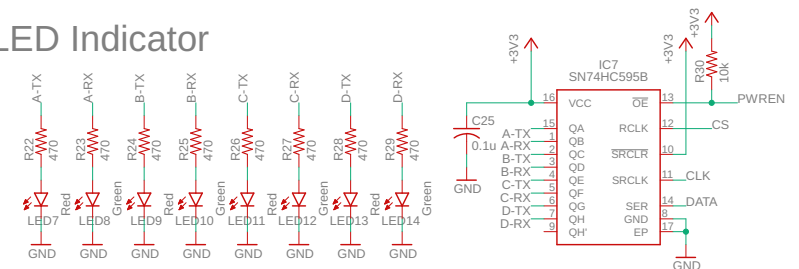 LED Indicator
A-TX
A-RX
B-TX
B-RX
C-TX
C-RX
D-TX
D-RX
R22
470
R23
470
R24
470
R25
470
R26
470
R27
470
R28
470
R29
470
Red
Green
Red
Green
Red
Green
Red
Green
LED7
LED8
LED9
LED10
LED11
LED12
LED13
LED14
GND
GND
GND
GND
GND
GND
GND
GND
+3V3
+3V3
+3V3
IC7
SN74HC595B
R30
10k
C25
0.1u
GND
16 VCC
15 QA
1 QB
2 QC
3 QD
4 QE
5 QF
6 QG
7 QH
9 QH'
A-TX
A-RX
B-TX
B-RX
C-TX
C-RX
D-TX
D-RX
OE 13 PWREN
RCLK 12 CS
SRCLR 10
SRCLK 11 CLK
SER 14 DATA
GND 8
EP 17
GND